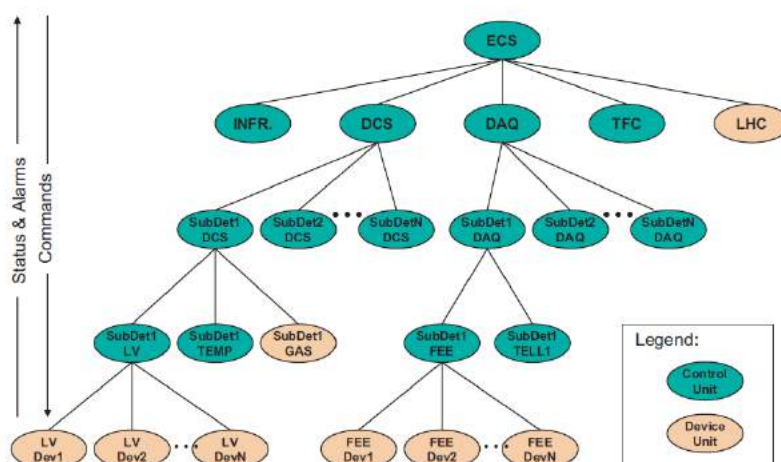 ECS
INFR.
DCS
DAQ
TFC
LHC
Status & Alarms
Commands
SubDet1
DCS
SubDet2
DCS
SubDetN
DCS
SubDet1
DAQ
SubDet2
DAQ
SubDetN
DAQ
SubDet1
LV
SubDet1
TEMP
SubDet1
GAS
SubDet1
FEE
SubDet1
TELL1
LV
Dev1
LV
Dev2
LV
DevN
FEE
Dev1
FEE
Dev2
FEE
DevN
Legend:
Control
Unit
Device
Unit